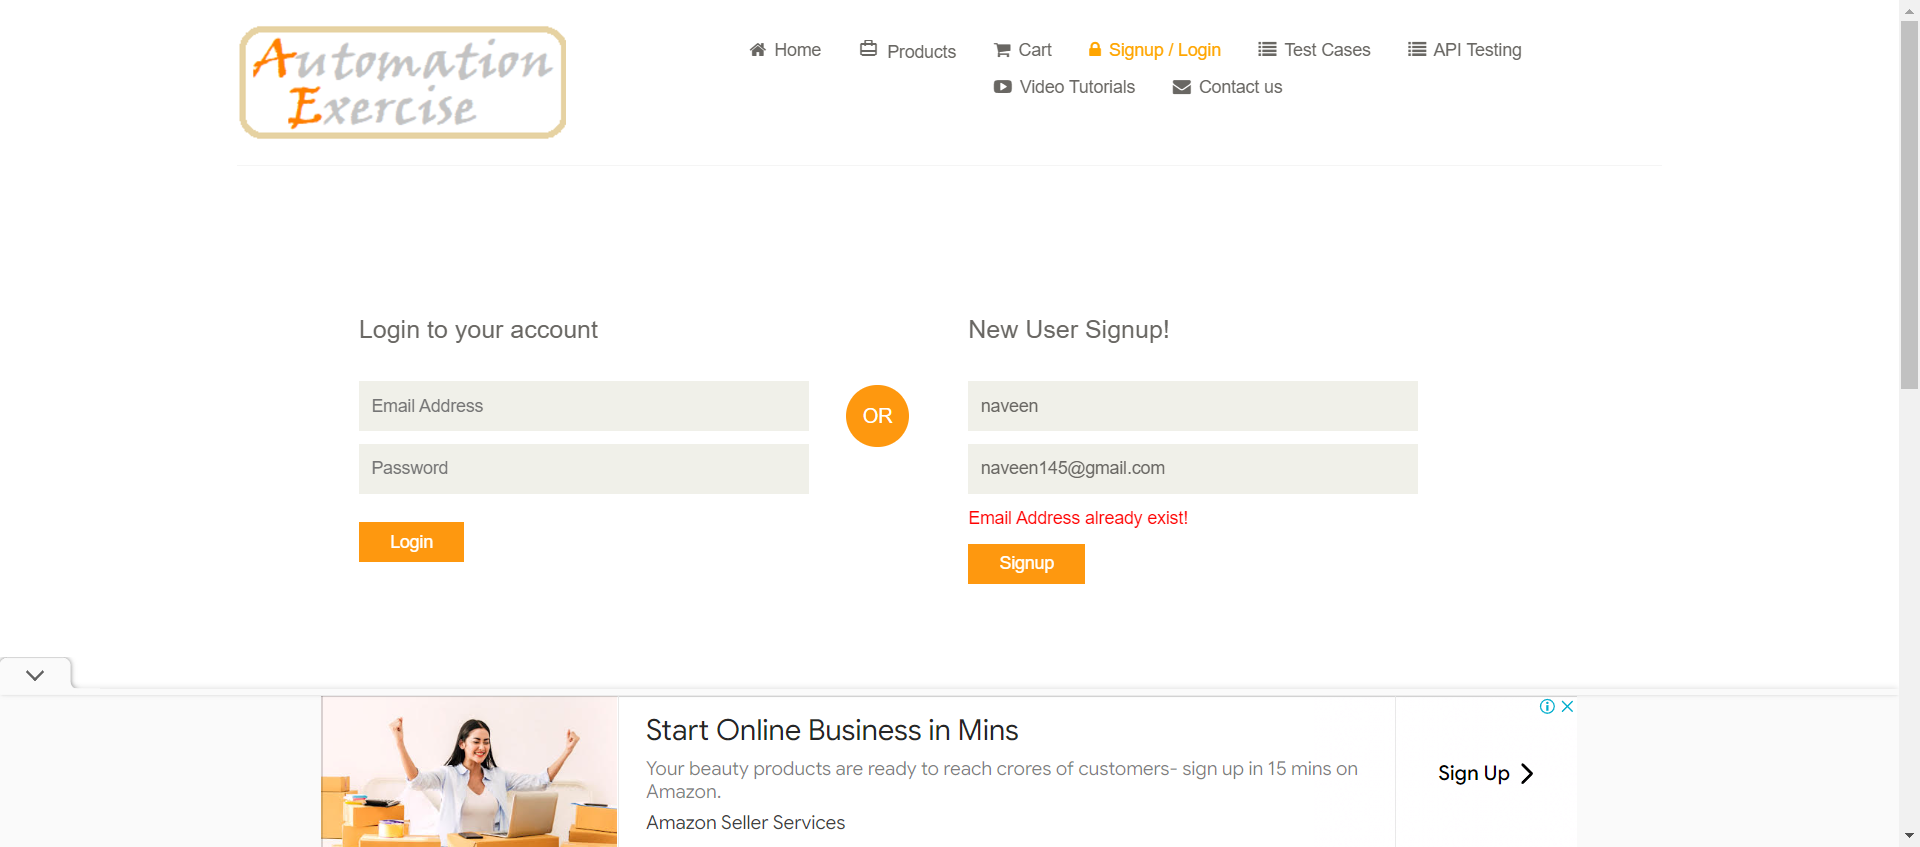 Automation
Exercise
Home
Products
Cart
Signup / Login
Test Cases
API Testing
Video Tutorials
Contact us
Login to your account
Email Address
Password
Login
OR
New User Signup!
naveen
naveen145@gmail.com
Email Address already exist!
Signup
Start Online Business in Mins
Your beauty products are ready to reach crores of customers- sign up in 15 mins on
Amazon.
Amazon Seller Services
Sign Up